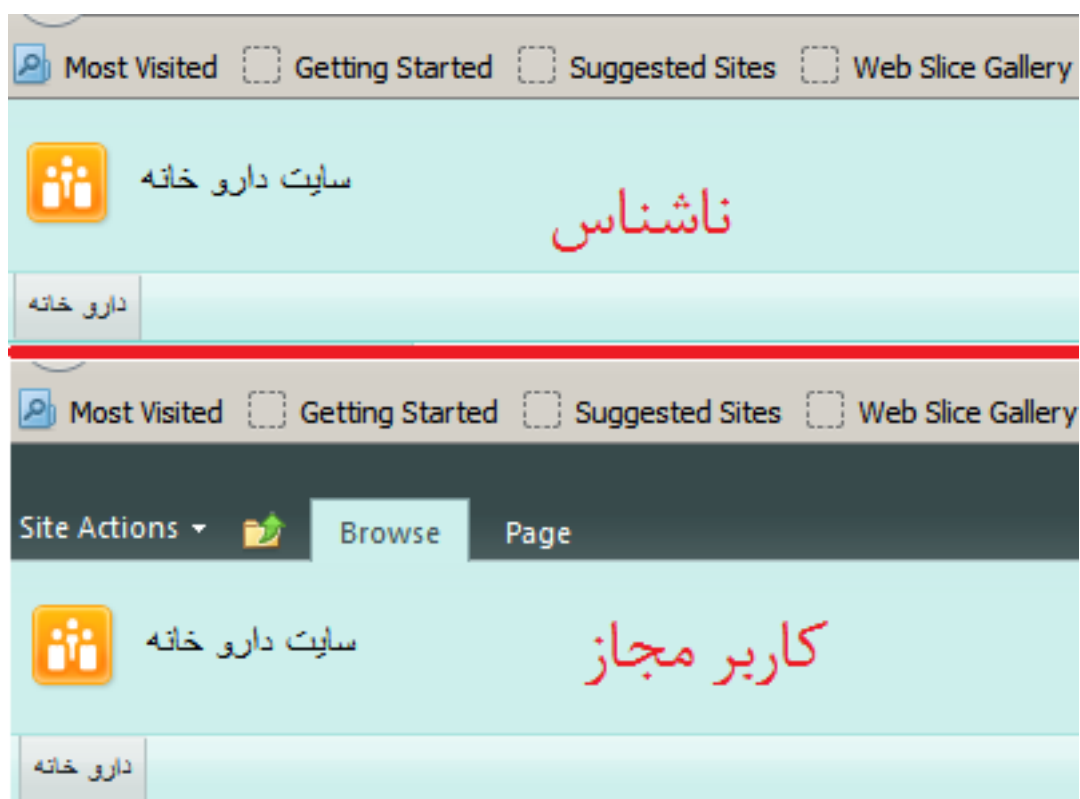 Most Visited Getting Started Suggested Sites Web Slice Gallery
سایت دارو خانه
ناشناس
دارو خانه
Most Visited Getting Started Suggested Sites Web Slice Gallery
Site Actions Browse Page
سایت دارو خانه
کاربر مجاز
دارو خانه